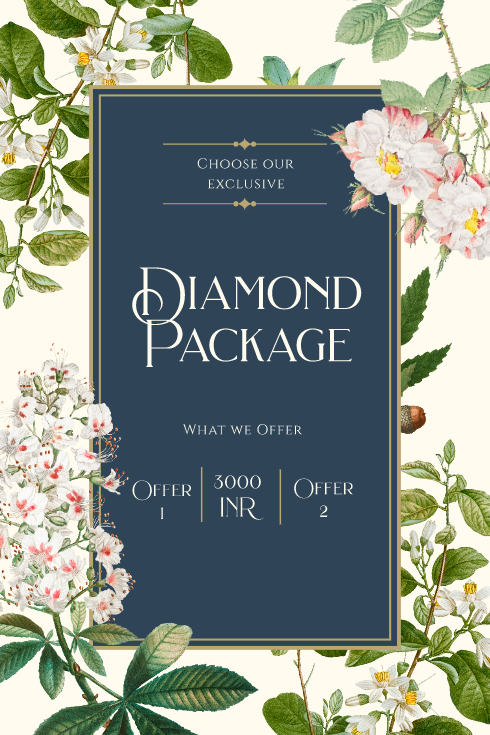 Choose our
exclusive
Diamond
Package
What we Offer
Offer
1
3000
INR
Offer
2